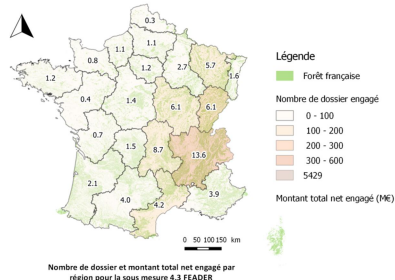 0.3
0.8
1.1
1.1
1.2
1.2
2.7
5.7
1.6
0.4
1.4
6.1
6.1
0.7
1.5
8.7
13.6
2.1
4.0
4.2
3.9
Légende
Forêt française
Nombre de dossier engagé
0 - 100
100 - 200
200 - 300
300 - 600
5429
Montant total net engagé (M€)
0 50 100 150 km
Nombre de dossier et montant total net engagé par
région pour la sous mesure 4.3 FEADER